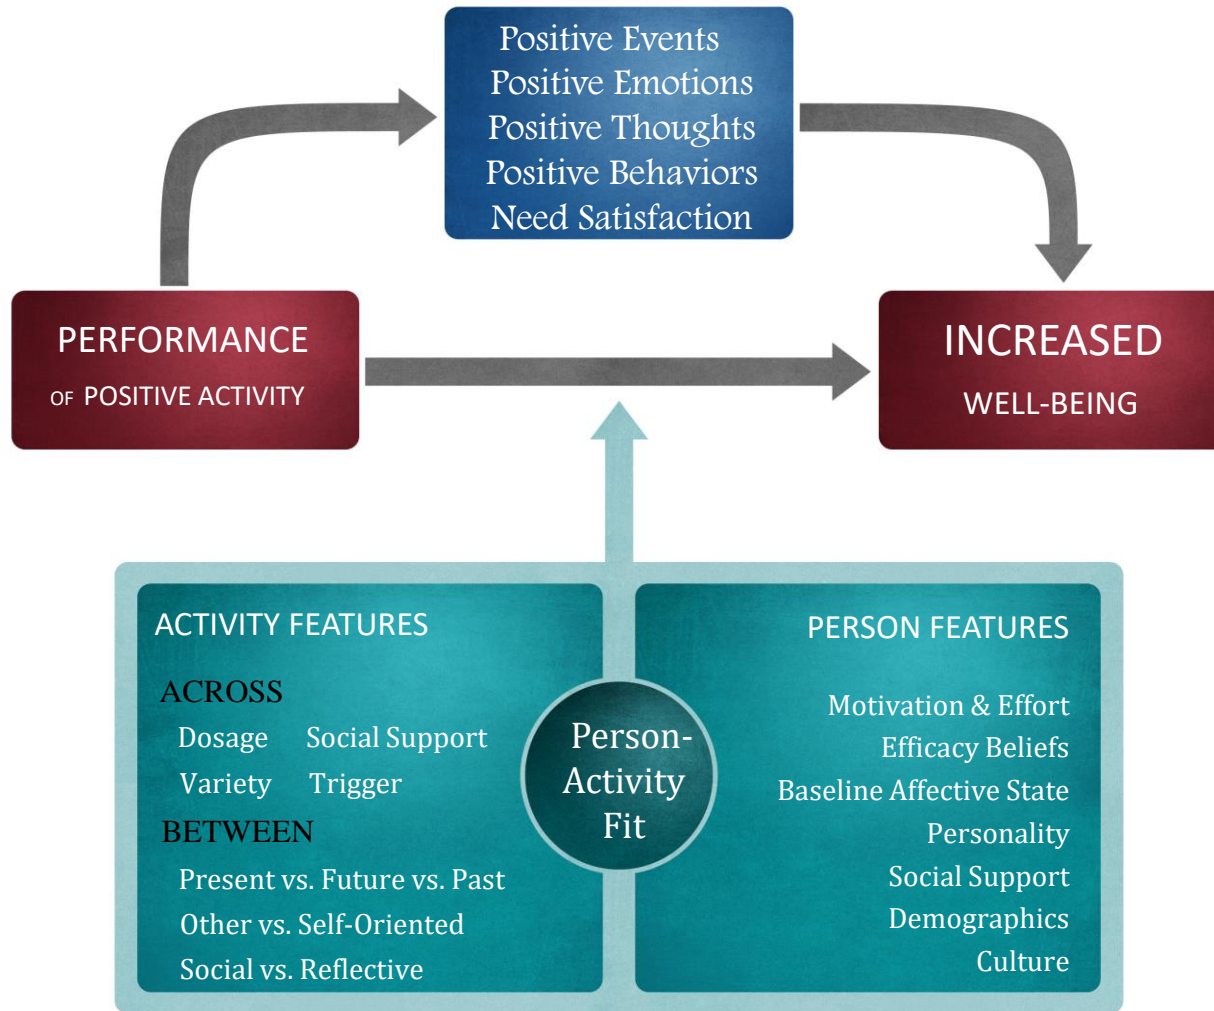 Positive Events
Positive Emotions
Positive Thoughts
Positive Behaviors
Need Satisfaction
PERFORMANCE
OF POSITIVE ACTIVITY
INCREASED
WELL-BEING
ACTIVITY FEATURES
ACROSS
Dosage Social Support
Variety Trigger
BETWEEN
Present vs. Future vs. Past
Other vs. Self-Oriented
Social vs. Reflective
Person-
Activity
Fit
PERSON FEATURES
Motivation & Effort
Efficacy Beliefs
Baseline Affective State
Personality
Social Support
Demographics
Culture